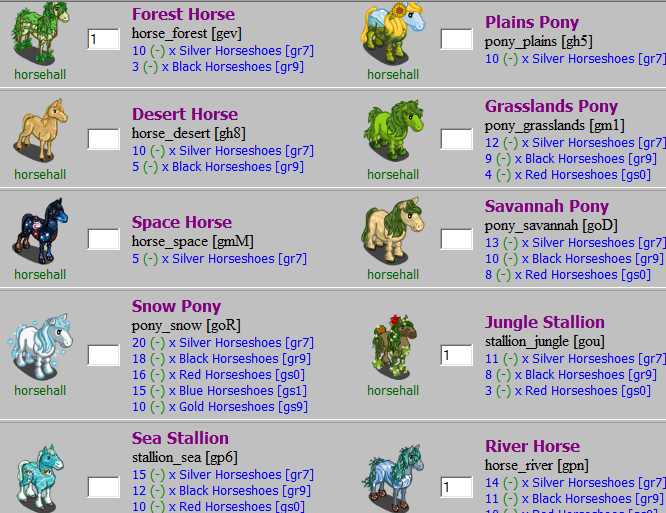 Forest Horse
horse_forest [gev]
10 (-) x Silver Horseshoes [gr7]
3 (-) x Black Horseshoes [gr9]
horsehall
1
Plains Pony
pony_plains [gh5]
10 (-) x Silver Horseshoes [gr7]
horsehall
Desert Horse
horse_desert [gh8]
10 (-) x Silver Horseshoes [gr7]
5 (-) x Black Horseshoes [gr9]
horsehall
Grasslands Pony
pony_grasslands [gm1]
12 (-) x Silver Horseshoes [gr7]
9 (-) x Black Horseshoes [gr9]
4 (-) x Red Horseshoes [gs0]
horsehall
Space Horse
horse_space [gmM]
5 (-) x Silver Horseshoes [gr7]
horsehall
Savannah Pony
pony_savannah [goD]
13 (-) x Silver Horseshoes [gr7]
10 (-) x Black Horseshoes [gr9]
8 (-) x Red Horseshoes [gs0]
horsehall
Snow Pony
pony_snow [goR]
20 (-) x Silver Horseshoes [gr7]
18 (-) x Black Horseshoes [gr9]
16 (-) x Red Horseshoes [gs0]
15 (-) x Blue Horseshoes [gs1]
10 (-) x Gold Horseshoes [gs9]
horsehall
Jungle Stallion
stallion_jungle [gou]
11 (-) x Silver Horseshoes [gr7]
8 (-) x Black Horseshoes [gr9]
3 (-) x Red Horseshoes [gs0]
horsehall
1
Sea Stallion
stallion_sea [gp6]
15 (-) x Silver Horseshoes [gr7]
12 (-) x Black Horseshoes [gr9]
10 (-) x Red Horseshoes [gs0]
River Horse
horse_river [gpn]
14 (-) x Silver Horseshoes [gr7]
11 (-) x Black Horseshoes [gr9]
1